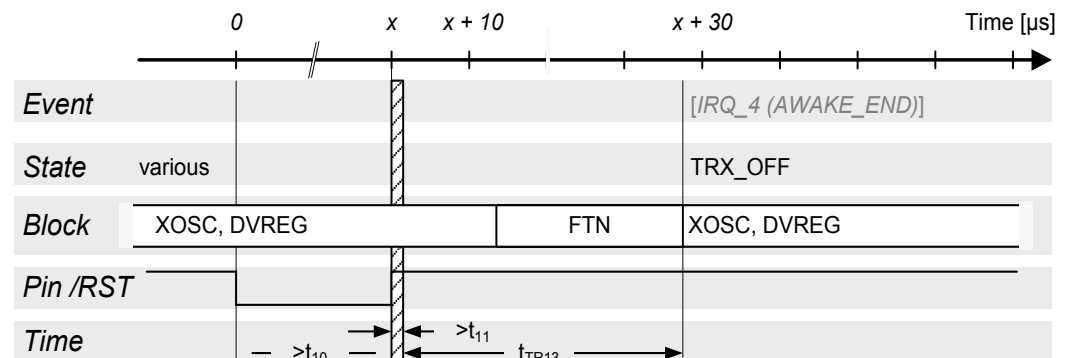 0 x x + 10 x + 30 Time [µs]
Event [IRQ_4 (AWAKE_END)]
State various TRX_OFF
Block XOSC, DVREG FTN XOSC, DVREG
Pin /RST
Time >t10 >t11 tTR13